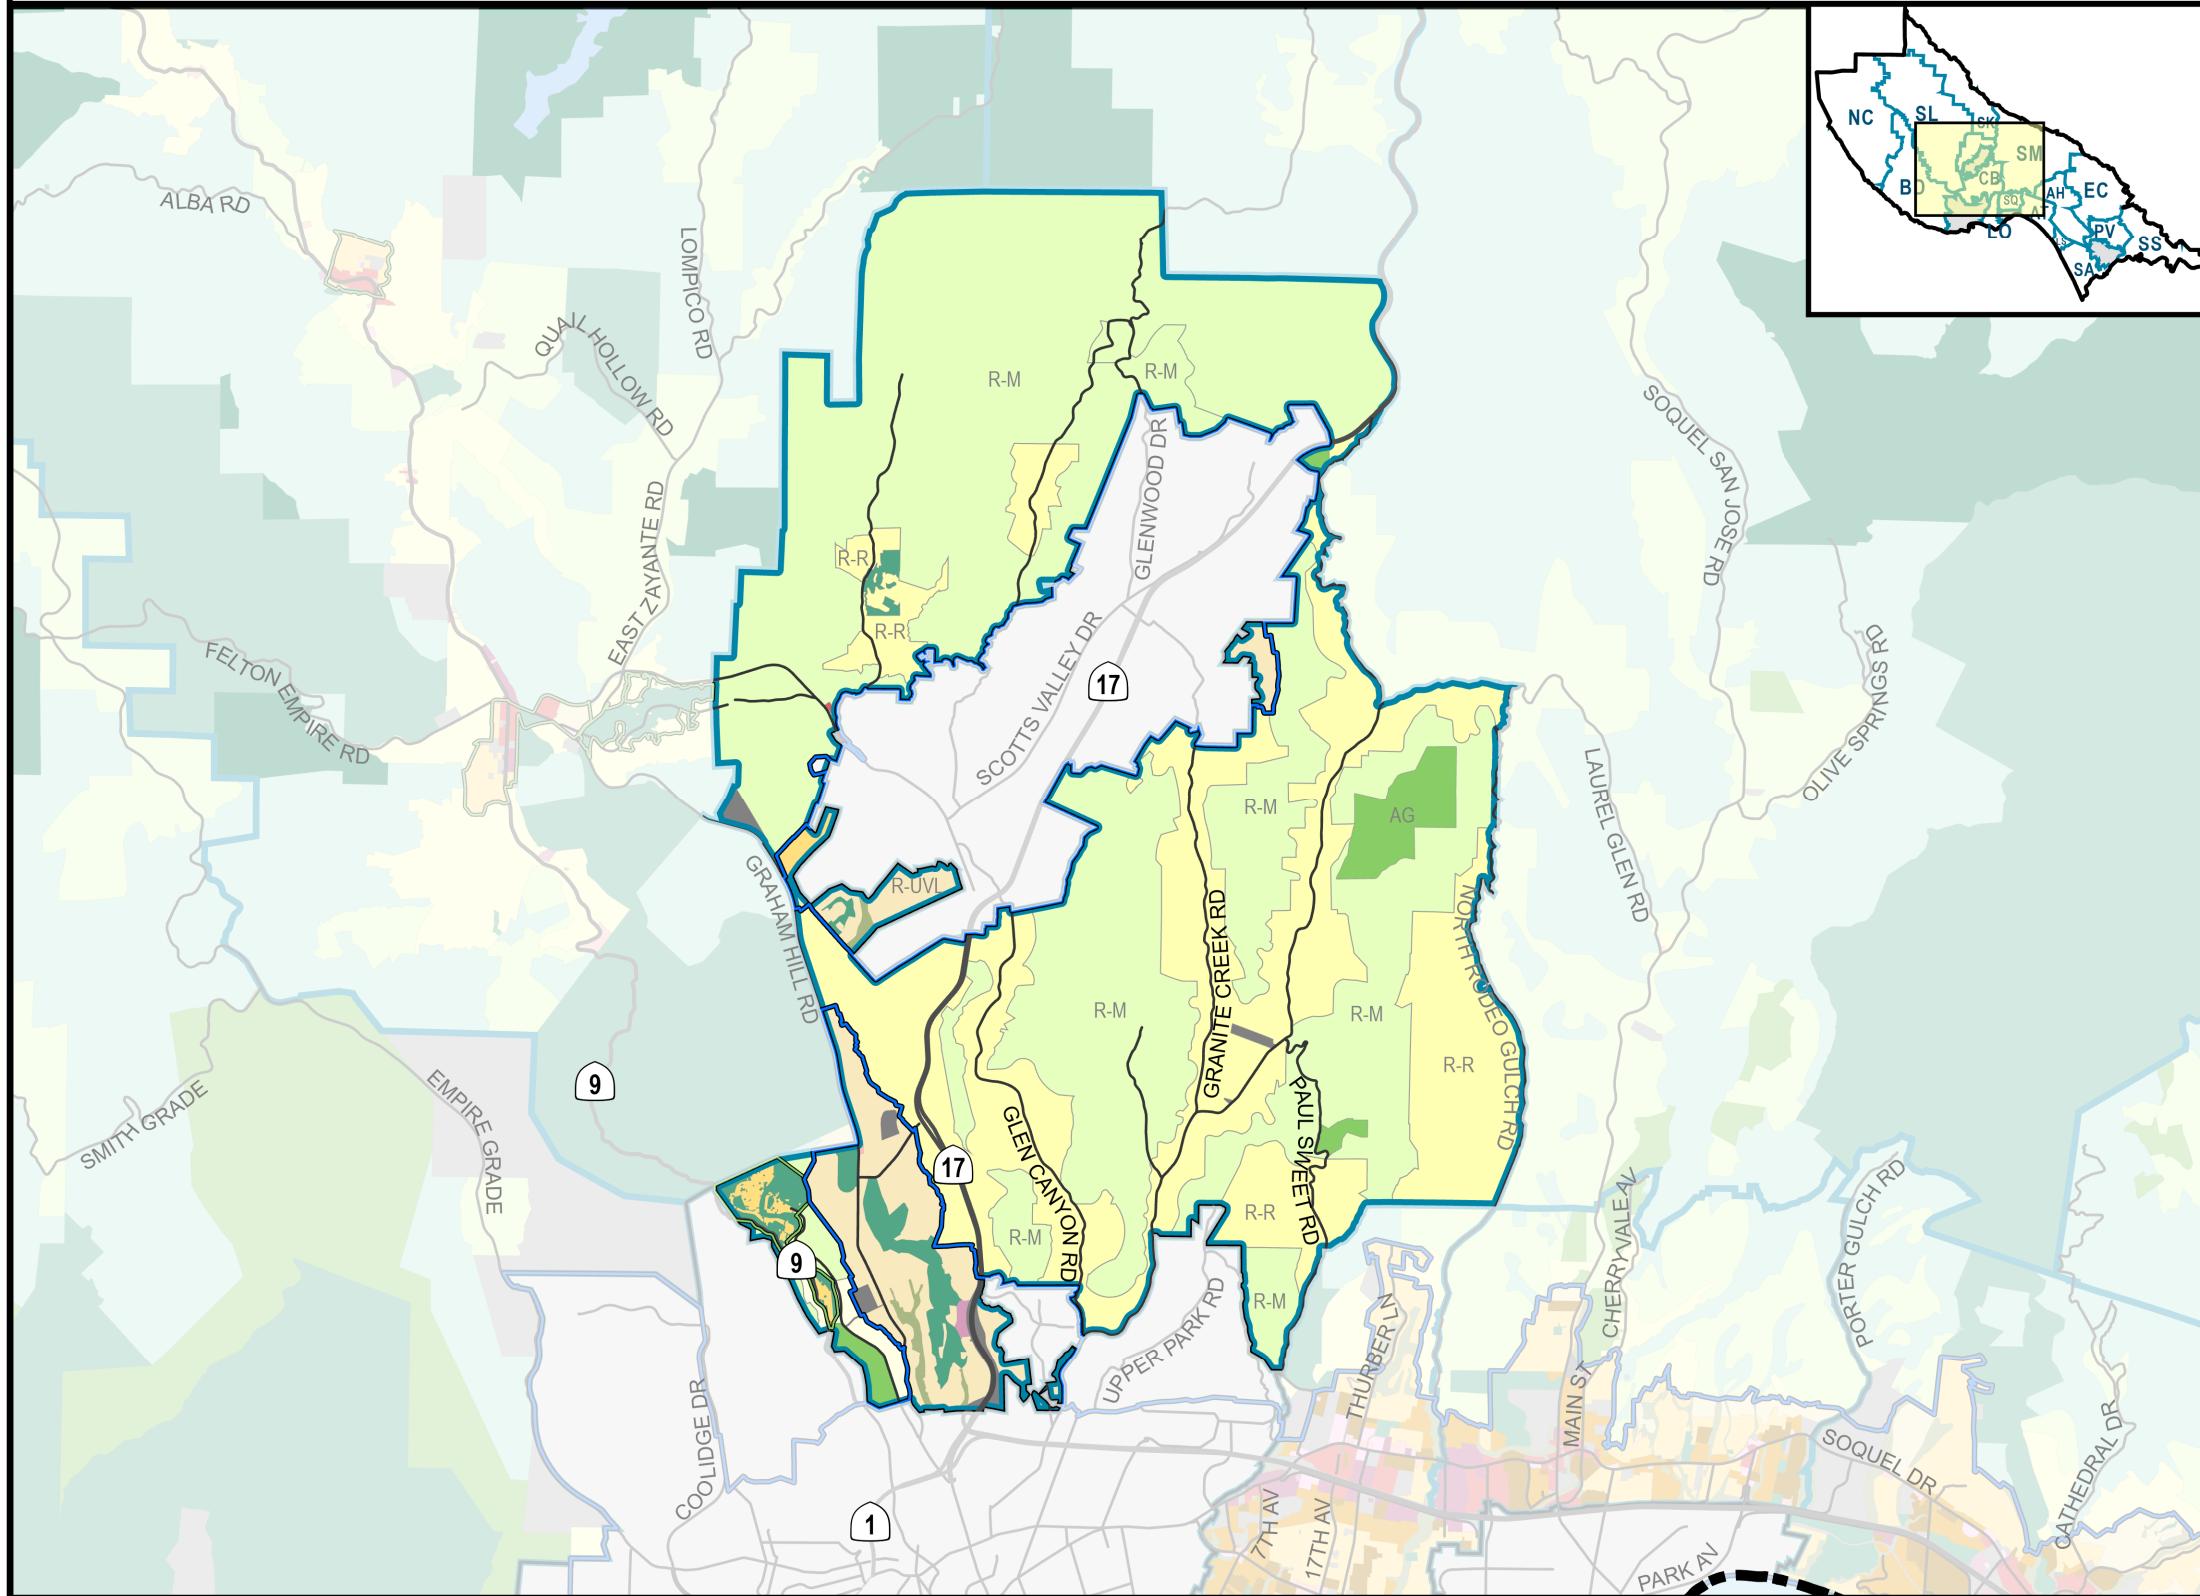 NC
SL
SK
SM
BD
CB
SQ
AH
EC
AT
LO
PV
LS
SS
SA
ALBA RD
LOMPICO RD
QUAIL HOLLOW RD
R-M
R-M
SOQUEL SAN JOSE RD
GLENWOOD DR
EAST ZAYANTE RD
R-R
R-R
FELTON EMPIRE RD
SCOTTS VALLEY DR
17
OLIVE SPRINGS RD
LAUREL GLEN RD
R-M
AG
GRAHAM HILL RD
R-UVL
GRANITE CREEK RD
NORTH RODEO GULCH RD
R-M
R-M
R-R
9
SMITH GRADE
EMPIRE GRADE
GLEN CANYON RD
PAUL SWEET RD
17
R-R
R-M
9
R-M
CHERRYVALE AV
PORTER GULCH RD
UPPER PARK RD
THURBER LN
COOLIDGE DR
MAIN ST
SOQUEL DR
CATHEDRAL DR
1
7TH AV
17TH AV
PARK AV